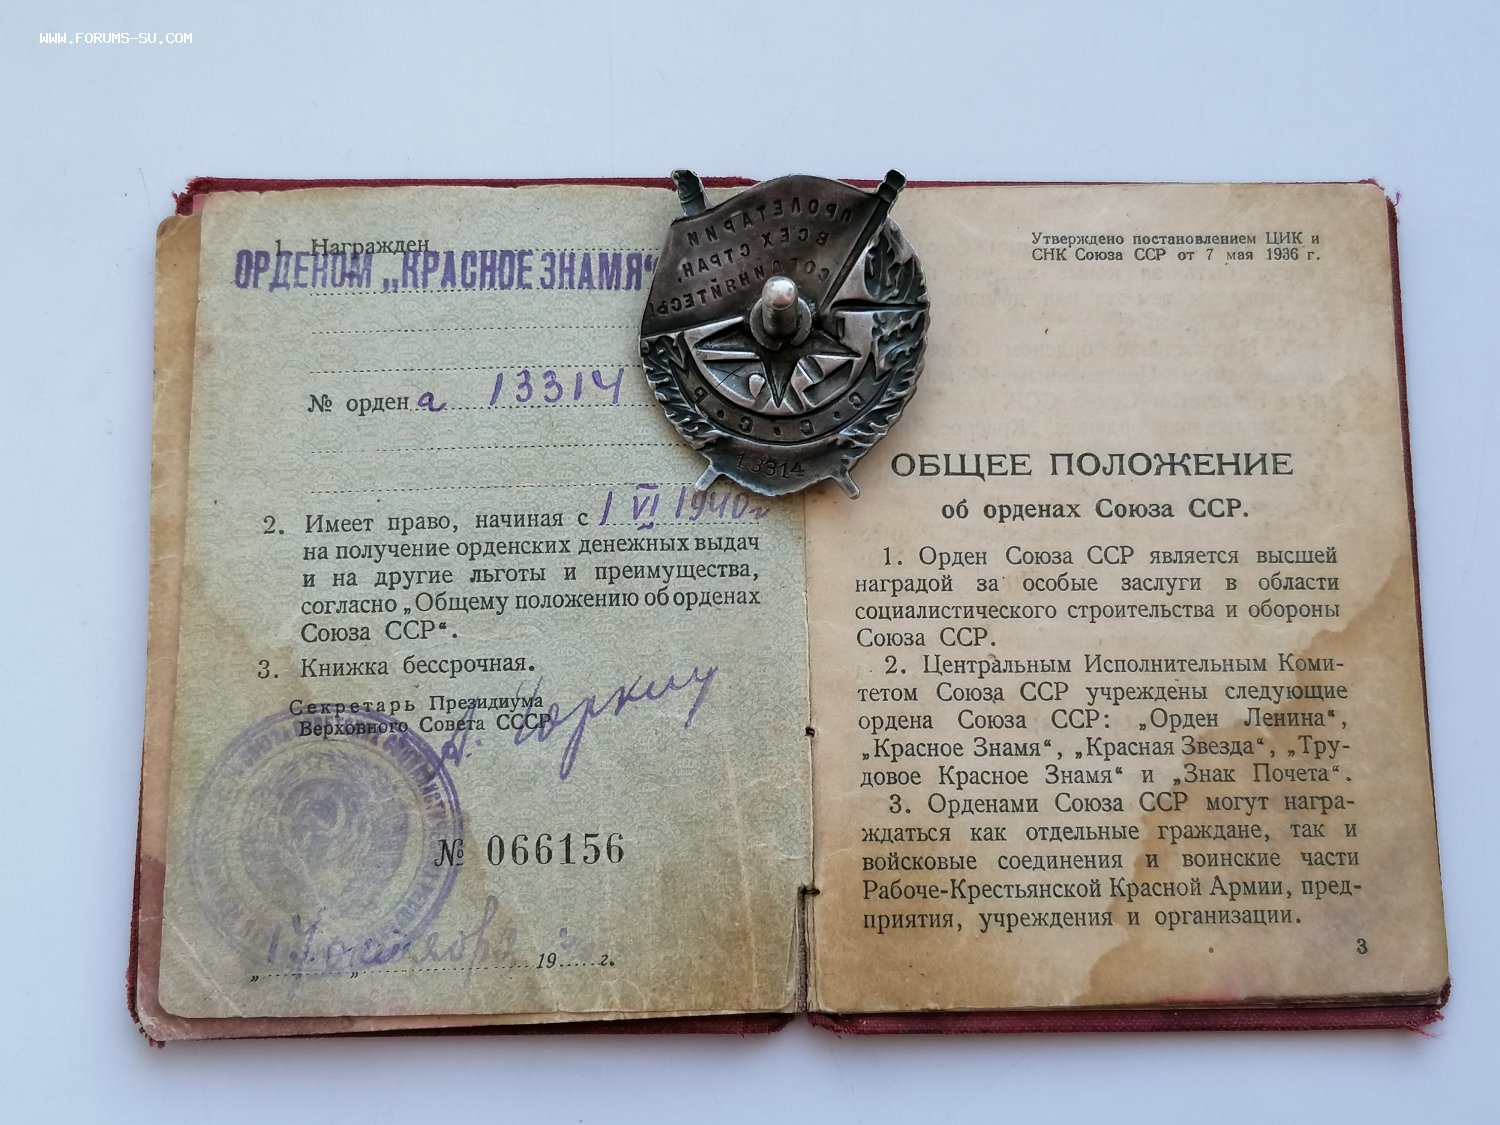 WWW.FORUMS-SU.COM
1. Награжден
ОРДЕНОМ „КРАСНОЕ ЗНАМЯ“
№ ордена 13314
2. Имеет право, начиная с 1 VI 1940 г
на получение орденских денежных выдач
и на другие льготы и преимущества,
согласно „Общему положению об орденах
Союза ССР“.
3. Книжка бессрочная.
Секретарь Президиума
Верховного Совета СССР
А. Горкин
№ 066156
октября 19 г.
ПРОЛЕТАРИИ
ВСЕХ СТРАН,
СОЕДИНЯЙТЕСЬ!
С С С Р
13314
Утверждено постановлением ЦИК и
СНК Союза ССР от 7 мая 1936 г.
ОБЩЕЕ ПОЛОЖЕНИЕ
об орденах Союза ССР.
1. Орден Союза ССР является высшей
наградой за особые заслуги в области
социалистического строительства и обороны
Союза ССР.
2. Центральным Исполнительным Коми-
тетом Союза ССР учреждены следующие
ордена Союза ССР: „Орден Ленина“,
„Красное Знамя“, „Красная Звезда“, „Тру-
довое Красное Знамя“ и „Знак Почета“.
3. Орденами Союза ССР могут награ-
ждаться как отдельные граждане, так и
войсковые соединения и воинские части
Рабоче-Крестьянской Красной Армии, пред-
приятия, учреждения и организации.
3